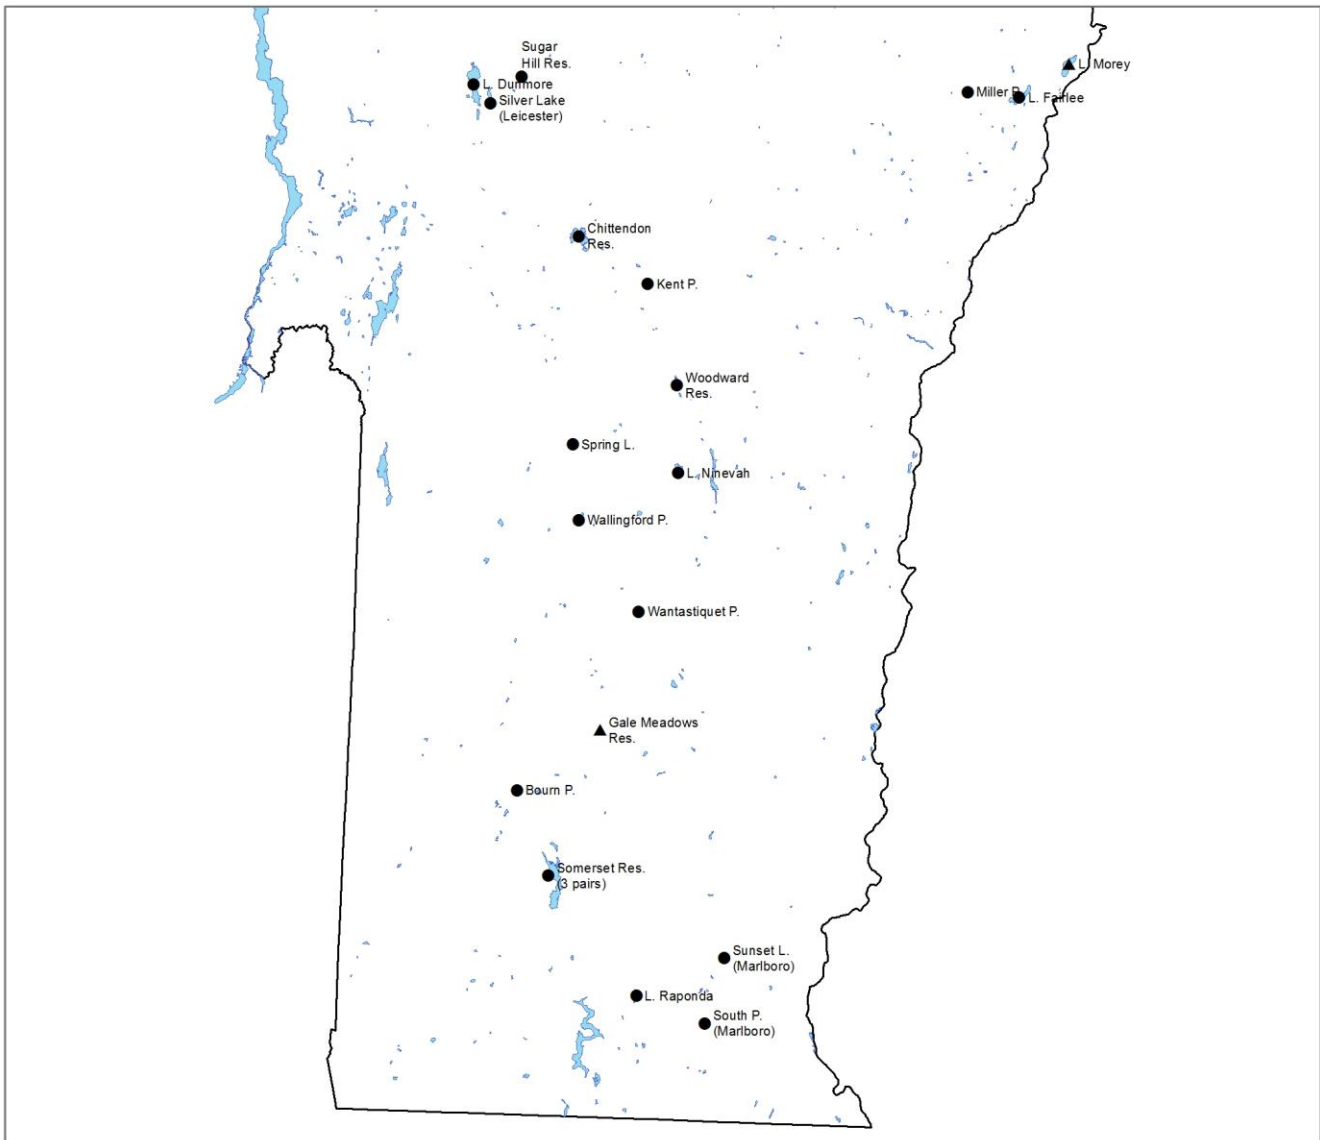 Sugar
Hill Res.
L. Dunmore
Silver Lake
(Leicester)
L. Morey
Miller P.
L. Fairlee
Chittendon
Res.
Kent P.
Woodward
Res.
Spring L.
L. Ninevah
Wallingford P.
Wantastiquet P.
Gale Meadows
Res.
Bourn P.
Somerset Res.
(3 pairs)
Sunset L.
(Marlboro)
L. Raponda
South P.
(Marlboro)